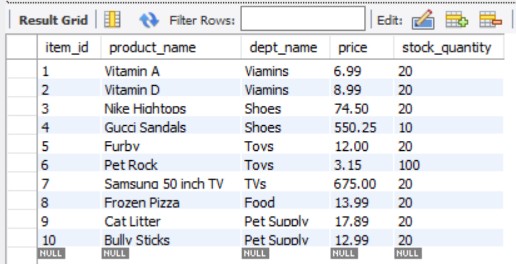 Result Grid Filter Rows: Edit:
item_id product_name dept_name price stock_quantity
1 Vitamin A Viamins 6.99 20
2 Vitamin D Viamins 8.99 20
3 Nike Hightops Shoes 74.50 20
4 Gucci Sandals Shoes 550.25 10
5 Furby Toys 12.00 20
6 Pet Rock Toys 3.15 100
7 Samsung 50 inch TV TVs 675.00 20
8 Frozen Pizza Food 13.99 20
9 Cat Litter Pet Supply 17.89 20
10 Bully Sticks Pet Supply 12.99 20
NULL NULL NULL NULL NULL